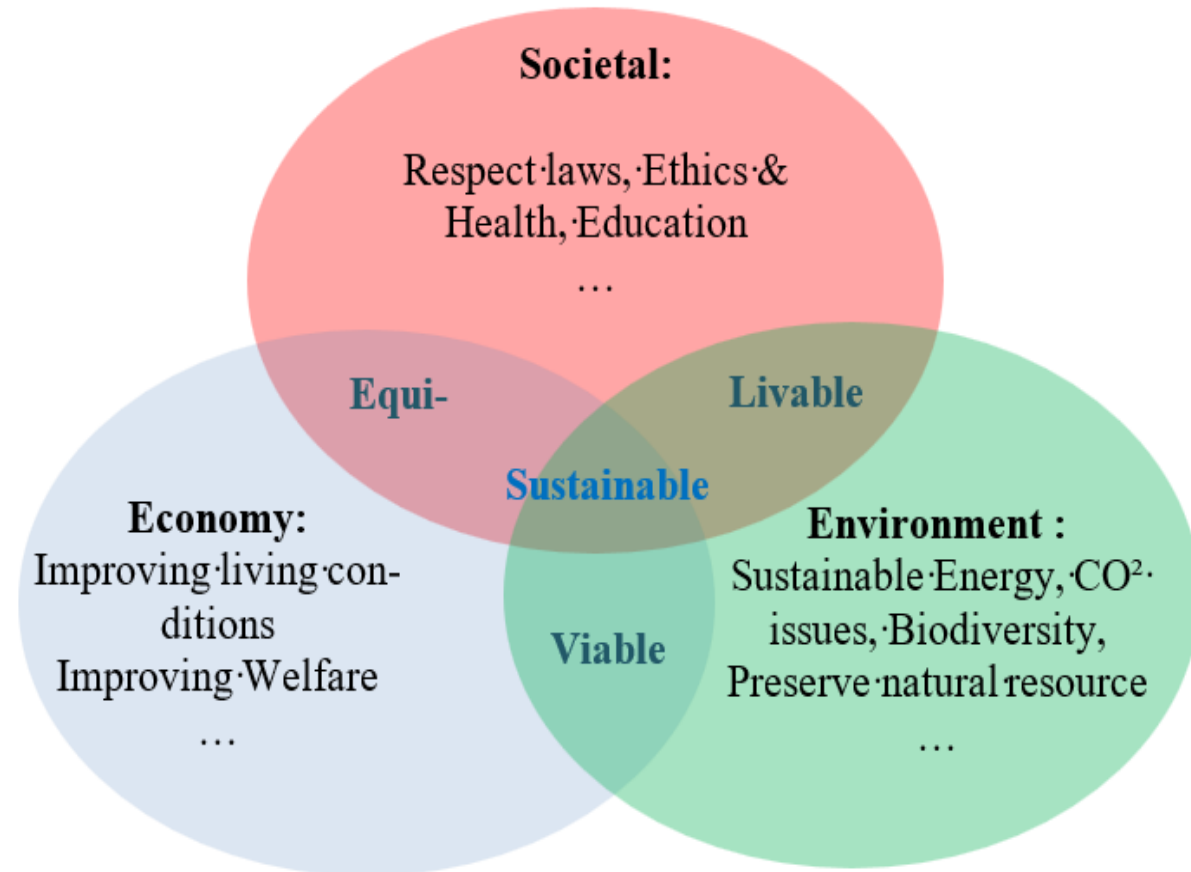 Societal:
Respect·laws,·Ethics·&
Health,·Education
…
Equi-
Livable
Sustainable
Economy:
Improving·living·con-
ditions
Improving·Welfare
…
Environment :
Sustainable·Energy,·CO²·
issues,·Biodiversity,
Preserve·natural·resource
…
Viable